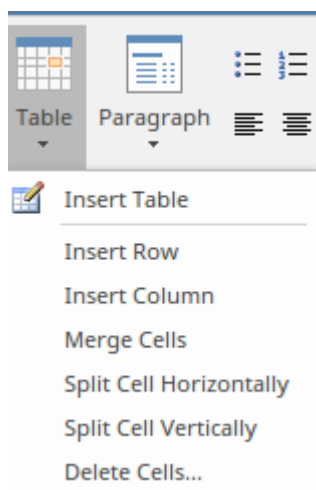 Table
Paragraph
Insert Table
Insert Row
Insert Column
Merge Cells
Split Cell Horizontally
Split Cell Vertically
Delete Cells...